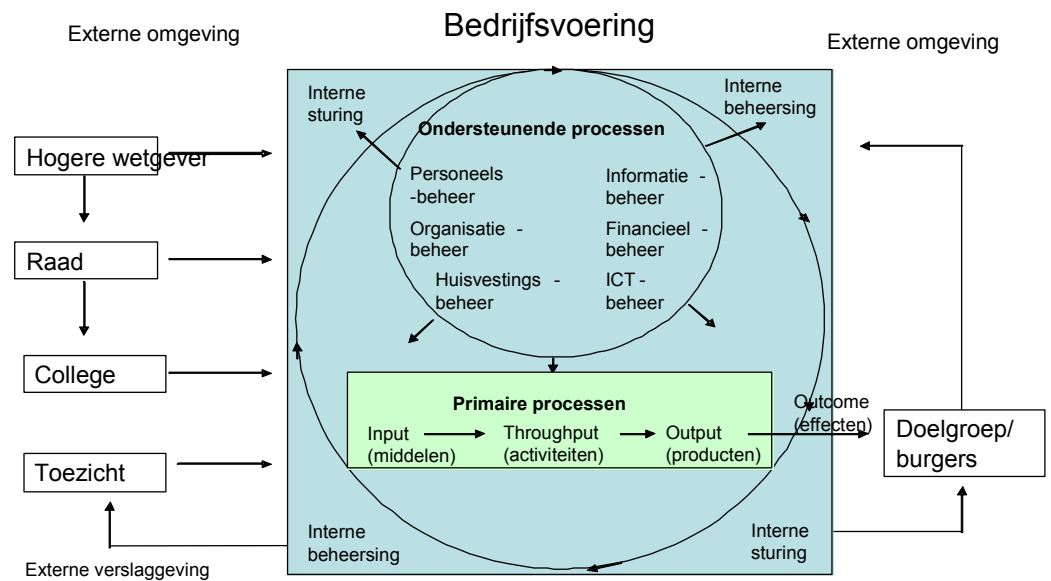 Bedrijfsvoering
Externe omgeving
Externe omgeving
Interne
sturing
Interne
beheersing
Ondersteunende processen
Hogere wetgever
Personeels
-beheer
Informatie -
beheer
Organisatie -
beheer
Financieel -
beheer
Raad
Huisvestings -
beheer
ICT -
beheer
College
Primaire processen
Input
(middelen)
Throughput
(activiteiten)
Output
(producten)
Outcome
(effecten)
Doelgroep/
burgers
Toezicht
Interne
beheersing
Interne
sturing
Externe verslaggeving